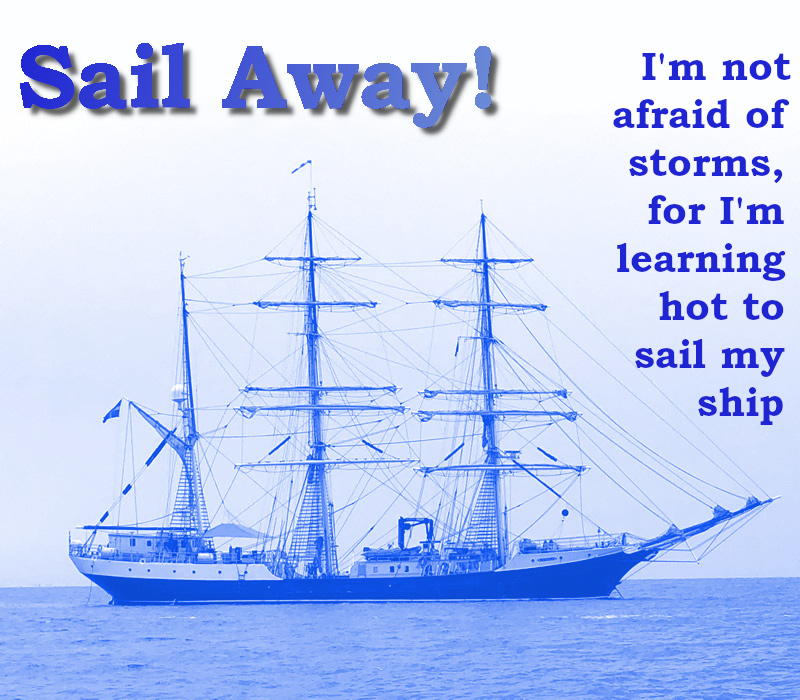 Sail Away!
I'm not
afraid of
storms,
for I'm
learning
hot to
sail my
ship